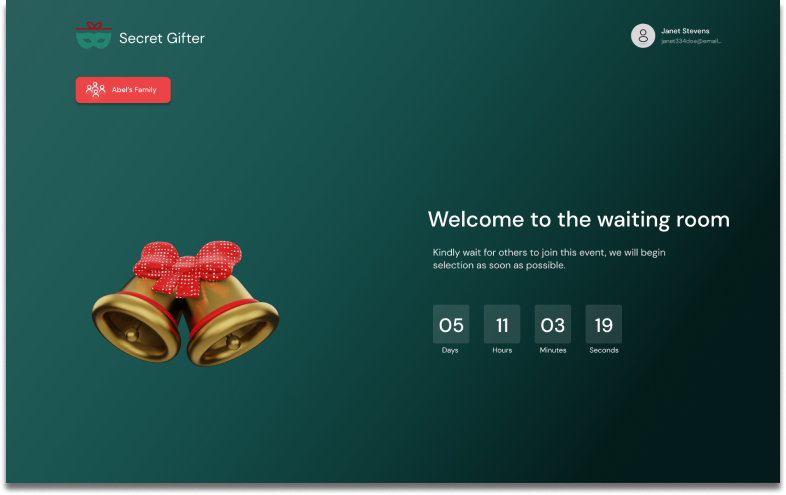 Secret Gifter
Janet Stevens
janet334doe@email...
Abel's Family
Welcome to the waiting room
Kindly wait for others to join this event, we will begin
selection as soon as possible.
05 11 03 19
Days Hours Minutes Seconds